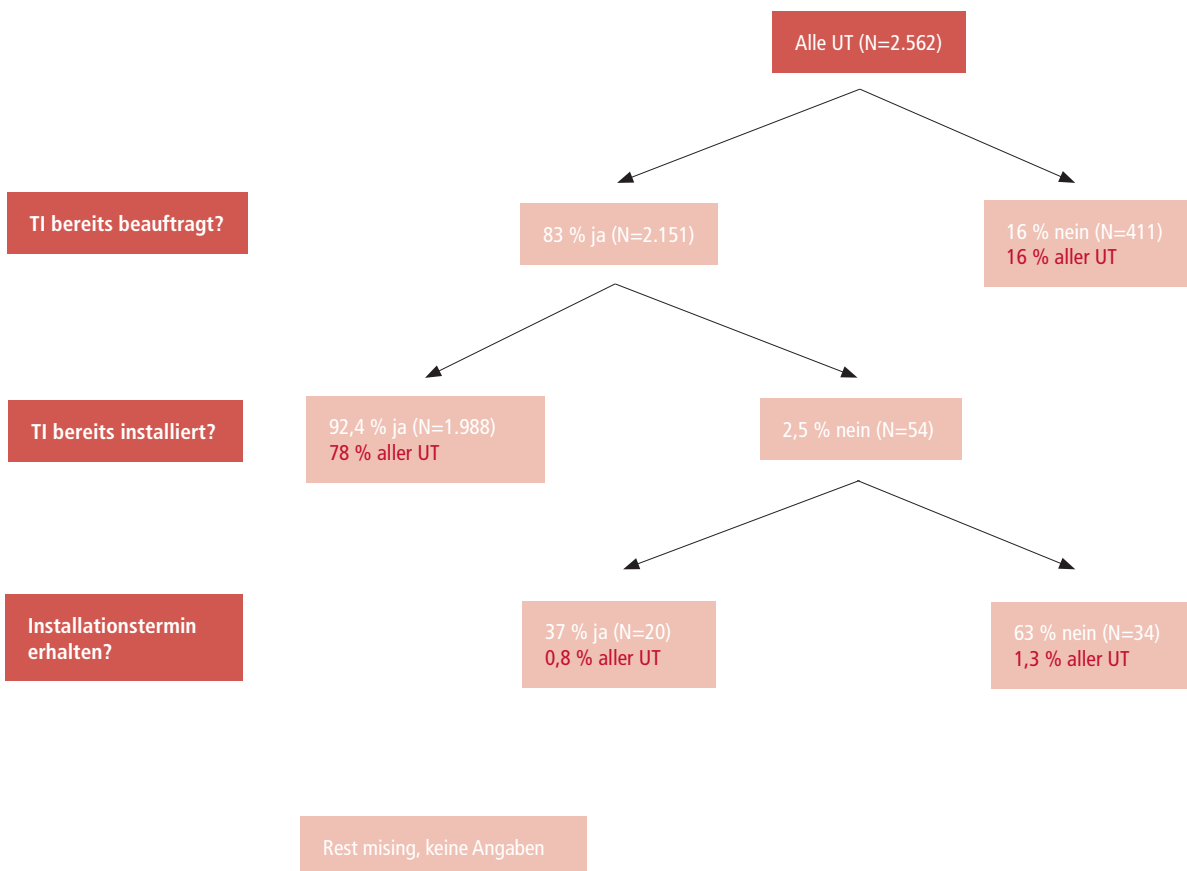 Alle UT (N=2.562)
TI bereits beauftragt?
83 % ja (N=2.151)
16 % nein (N=411)
16 % aller UT
TI bereits installiert?
92,4 % ja (N=1.988)
78 % aller UT
2,5 % nein (N=54)
Installationstermin
erhalten?
37 % ja (N=20)
0,8 % aller UT
63 % nein (N=34)
1,3 % aller UT
Rest mising, keine Angaben